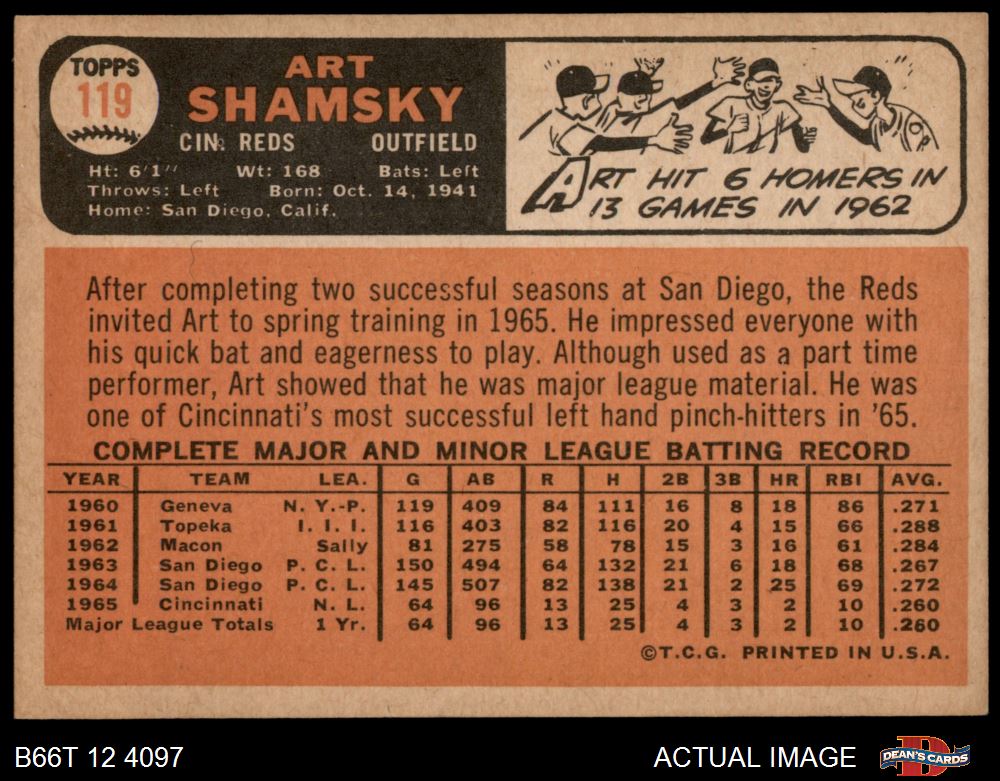 TOPPS
119
ART
SHAMSKY
CIN. REDS OUTFIELD
Ht: 6'1" Wt: 168 Bats: Left
Throws: Left Born: Oct. 14, 1941
Home: San Diego, Calif.
ART HIT 6 HOMERS IN
13 GAMES IN 1962
After completing two successful seasons at San Diego, the Reds
invited Art to spring training in 1965. He impressed everyone with
his quick bat and eagerness to play. Although used as a part time
performer, Art showed that he was major league material. He was
one of Cincinnati's most successful left hand pinch-hitters in '65.
COMPLETE MAJOR AND MINOR LEAGUE BATTING RECORD
YEAR TEAM LEA. G AB R H 2B 3B HR RBI AVG.
1960 Geneva N. Y.-P. 119 409 84 111 16 8 18 86 .271
1961 Topeka I. I. I. 116 403 82 116 20 4 15 66 .288
1962 Macon Sally 81 275 58 78 15 3 16 61 .284
1963 San Diego P. C. L. 150 494 64 132 21 6 18 68 .267
1964 San Diego P. C. L. 145 507 82 138 21 2 25 69 .272
1965 Cincinnati N. L. 64 96 13 25 4 3 2 10 .260
Major League Totals 1 Yr. 64 96 13 25 4 3 2 10 .260
©T.C.G. PRINTED IN U.S.A.
B66T 12 4097 ACTUAL IMAGE DEAN'S CARDS